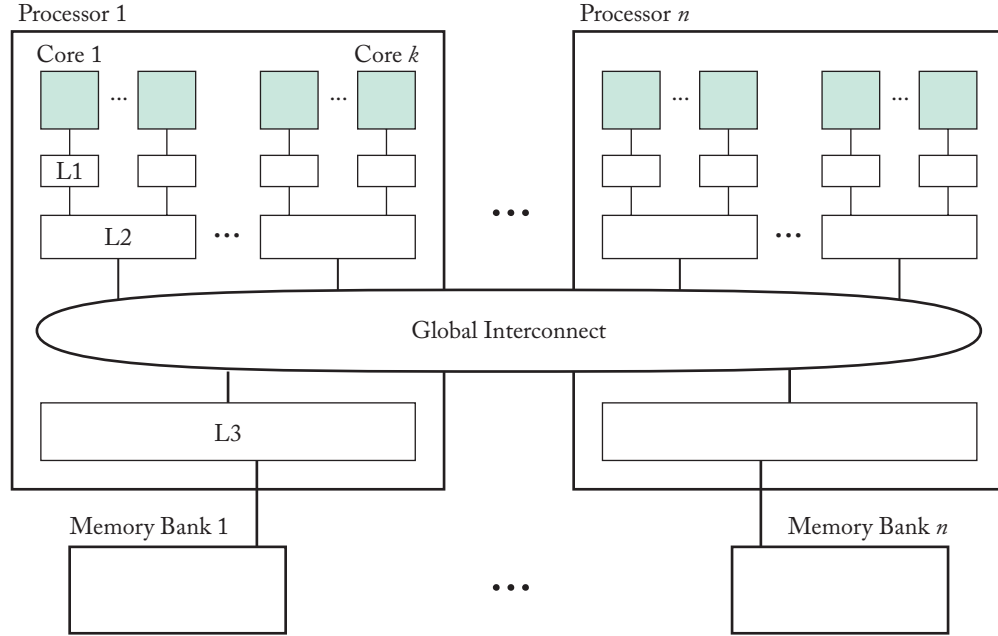 Processor 1
Processor n
Core 1
Core k
...
...
...
...
L1
...
L2
...
...
Global Interconnect
L3
Memory Bank 1
Memory Bank n
...